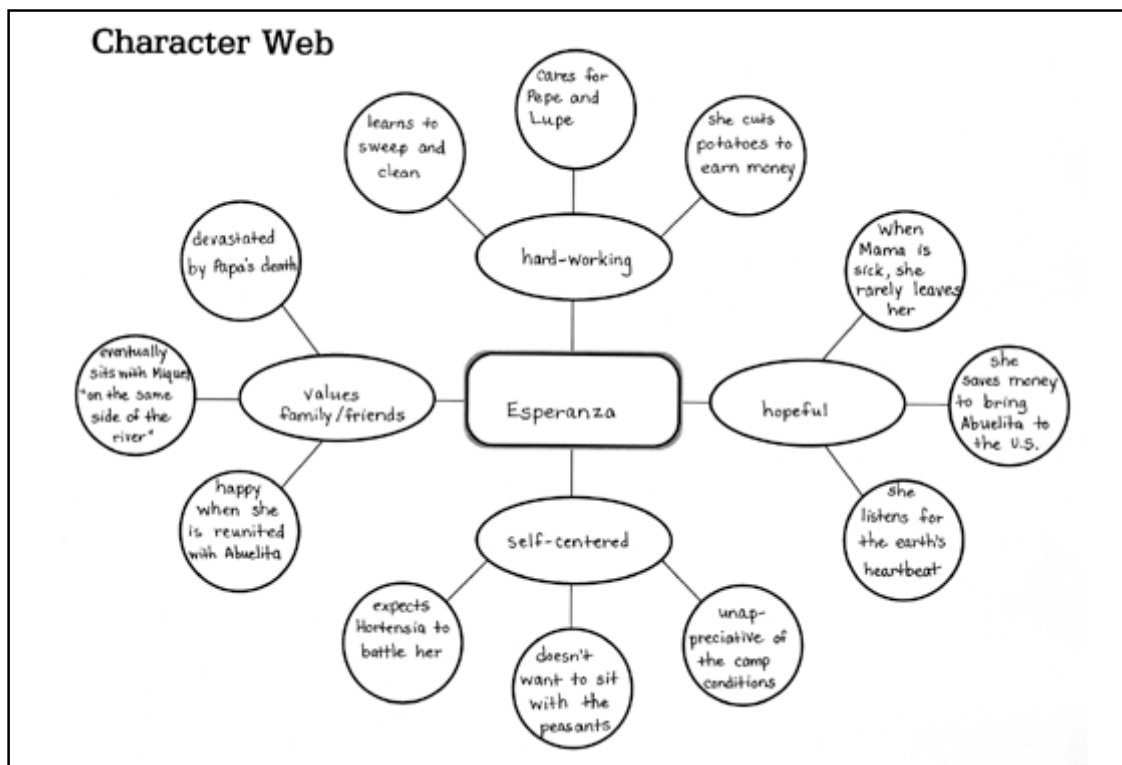 Character Web
cares for
Pepe and
Lupe
learns to
sweep and
clean
she cuts
potatoes to
earn money
hard-working
devastated
by Papa's death
eventually
sits with Miguel
"on the same
side of the
river"
values
family/friends
happy
when she
is reunited
with Abuelita
Esperanza
when
Mama is
sick, she
rarely leaves
her
hopeful
she
saves money
to bring
Abuelita to
the U.S.
she
listens for
the earth's
heartbeat
self-centered
expects
Hortensia to
battle her
doesn't
want to sit
with the
peasants
unap-
preciative of
the camp
conditions